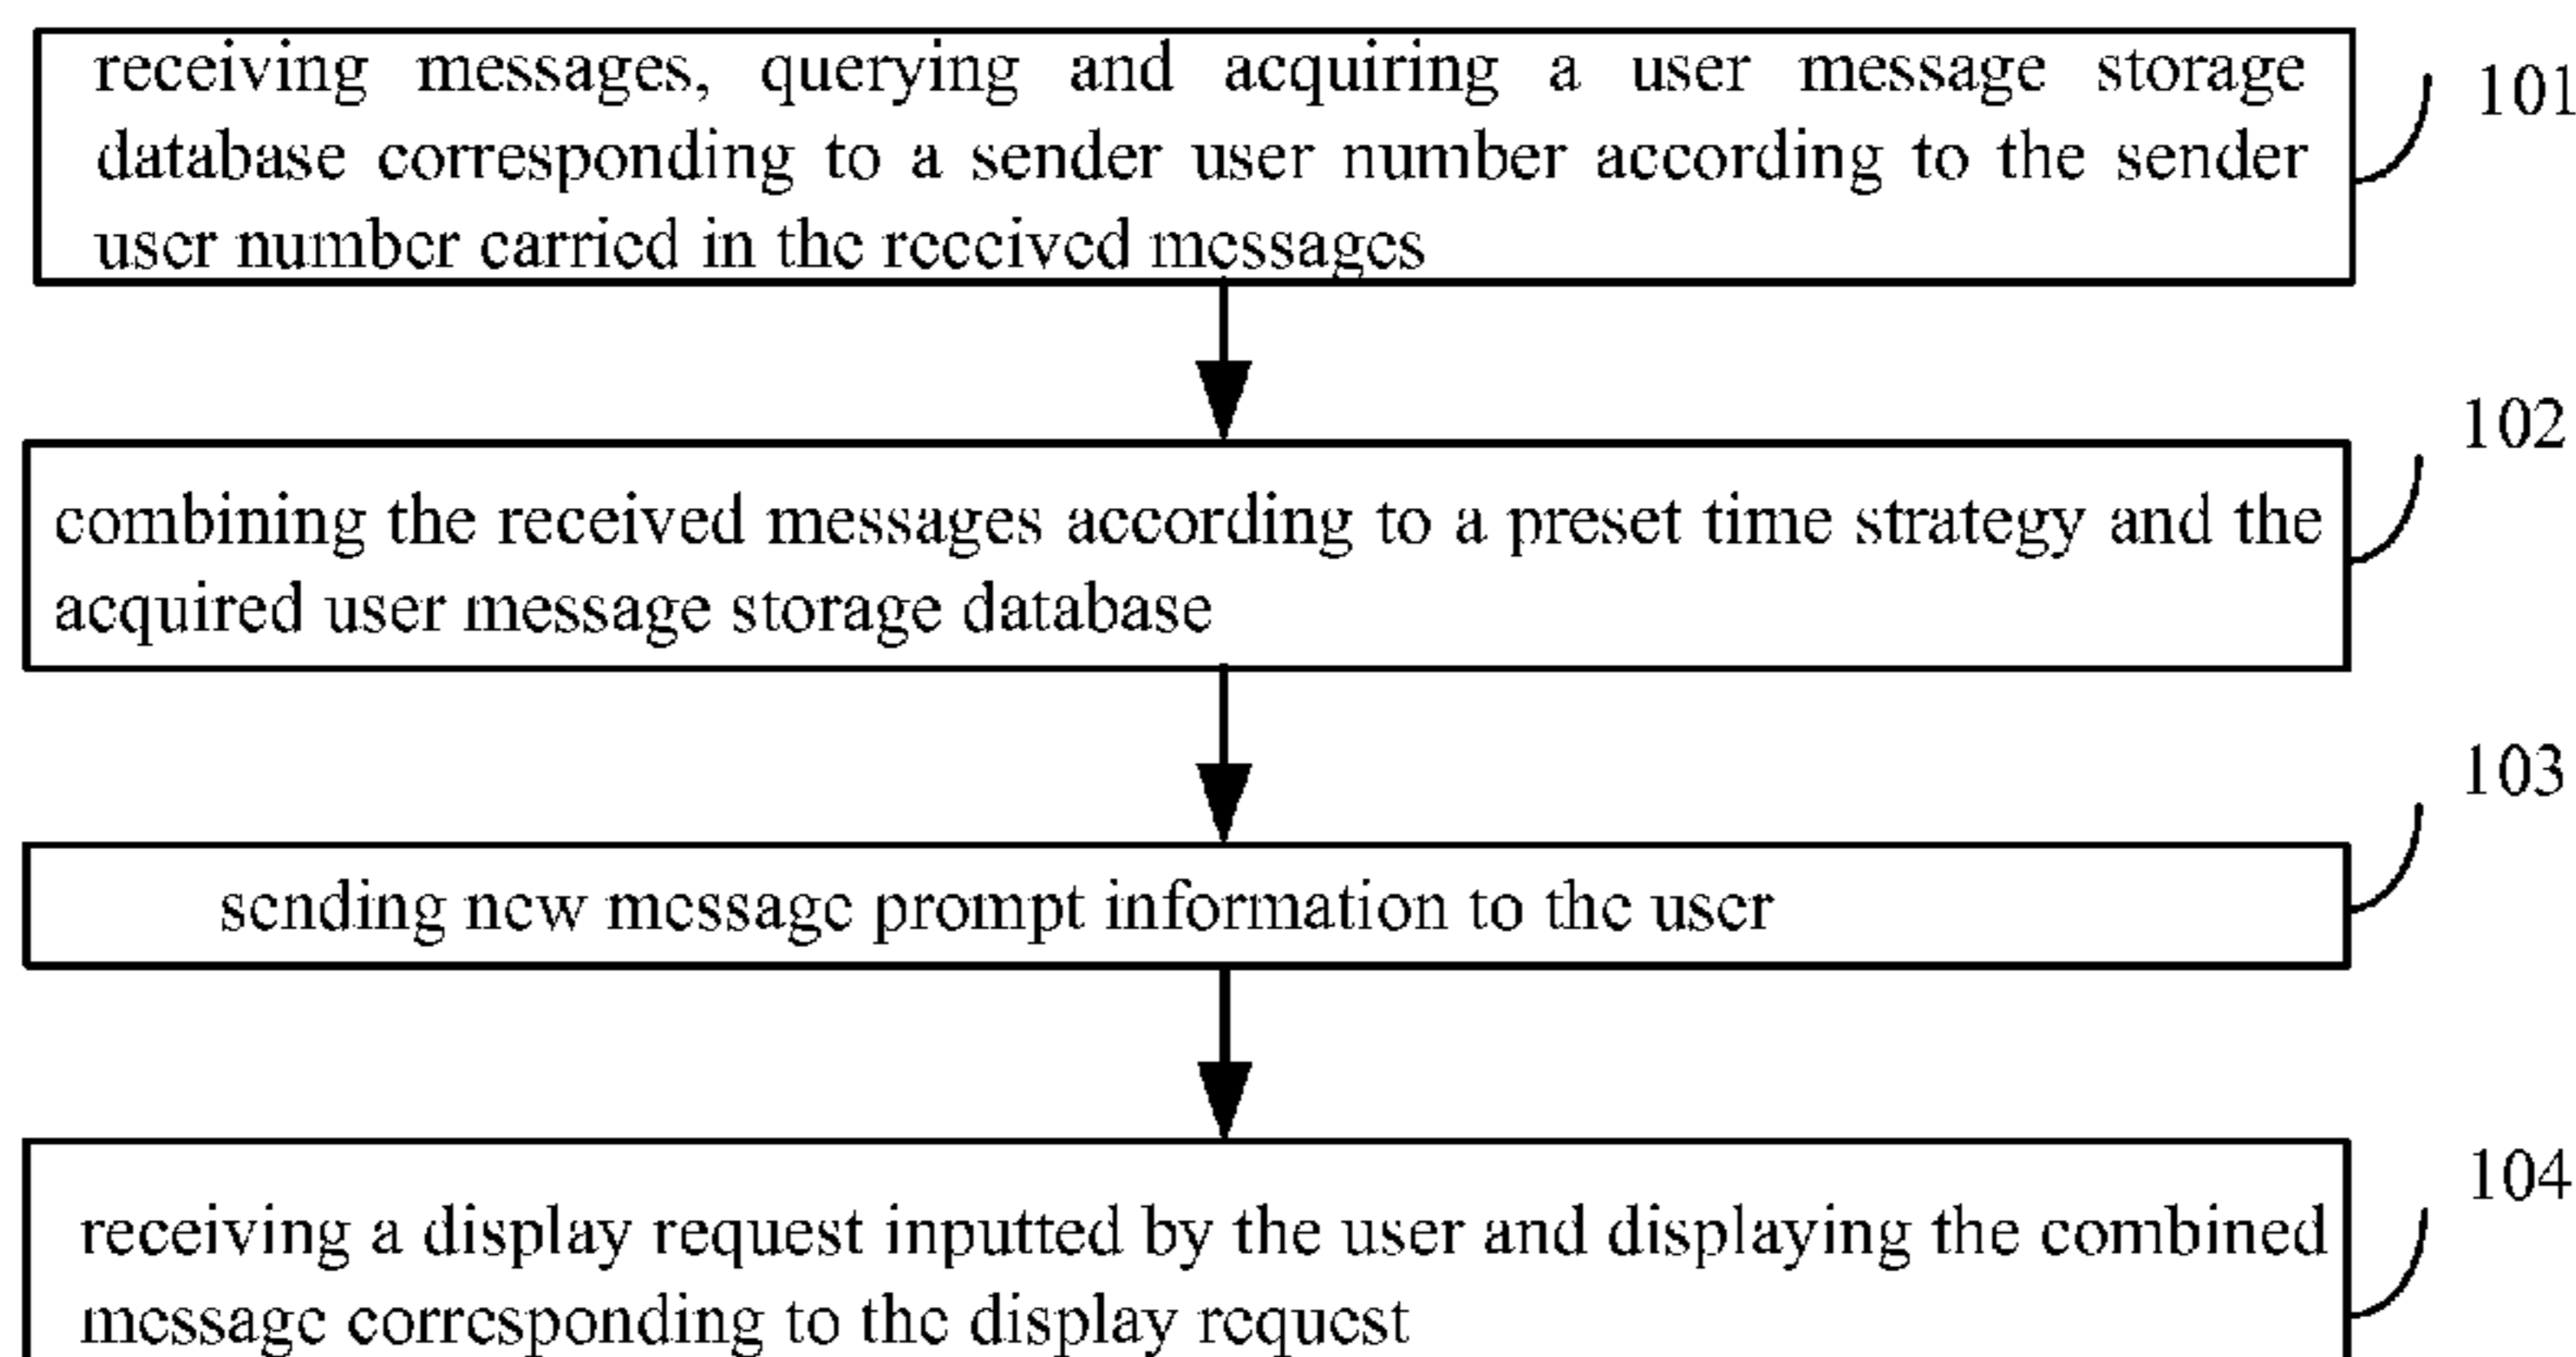 receiving messages, querying and acquiring a user message storage
101
database corresponding to a sender user number according to the sender
user number carried in the received messages
102
combining the received messages according to a preset time strategy and the
acquired user message storage database
103
sending new message prompt information to the user
104
receiving a display request inputted by the user and displaying the combined
message corresponding to the display request